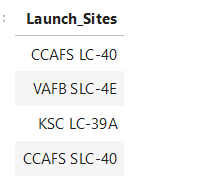 :
Launch_Sites
CCAFS LC-40
VAFB SLC-4E
KSC LC-39A
CCAFS SLC-40